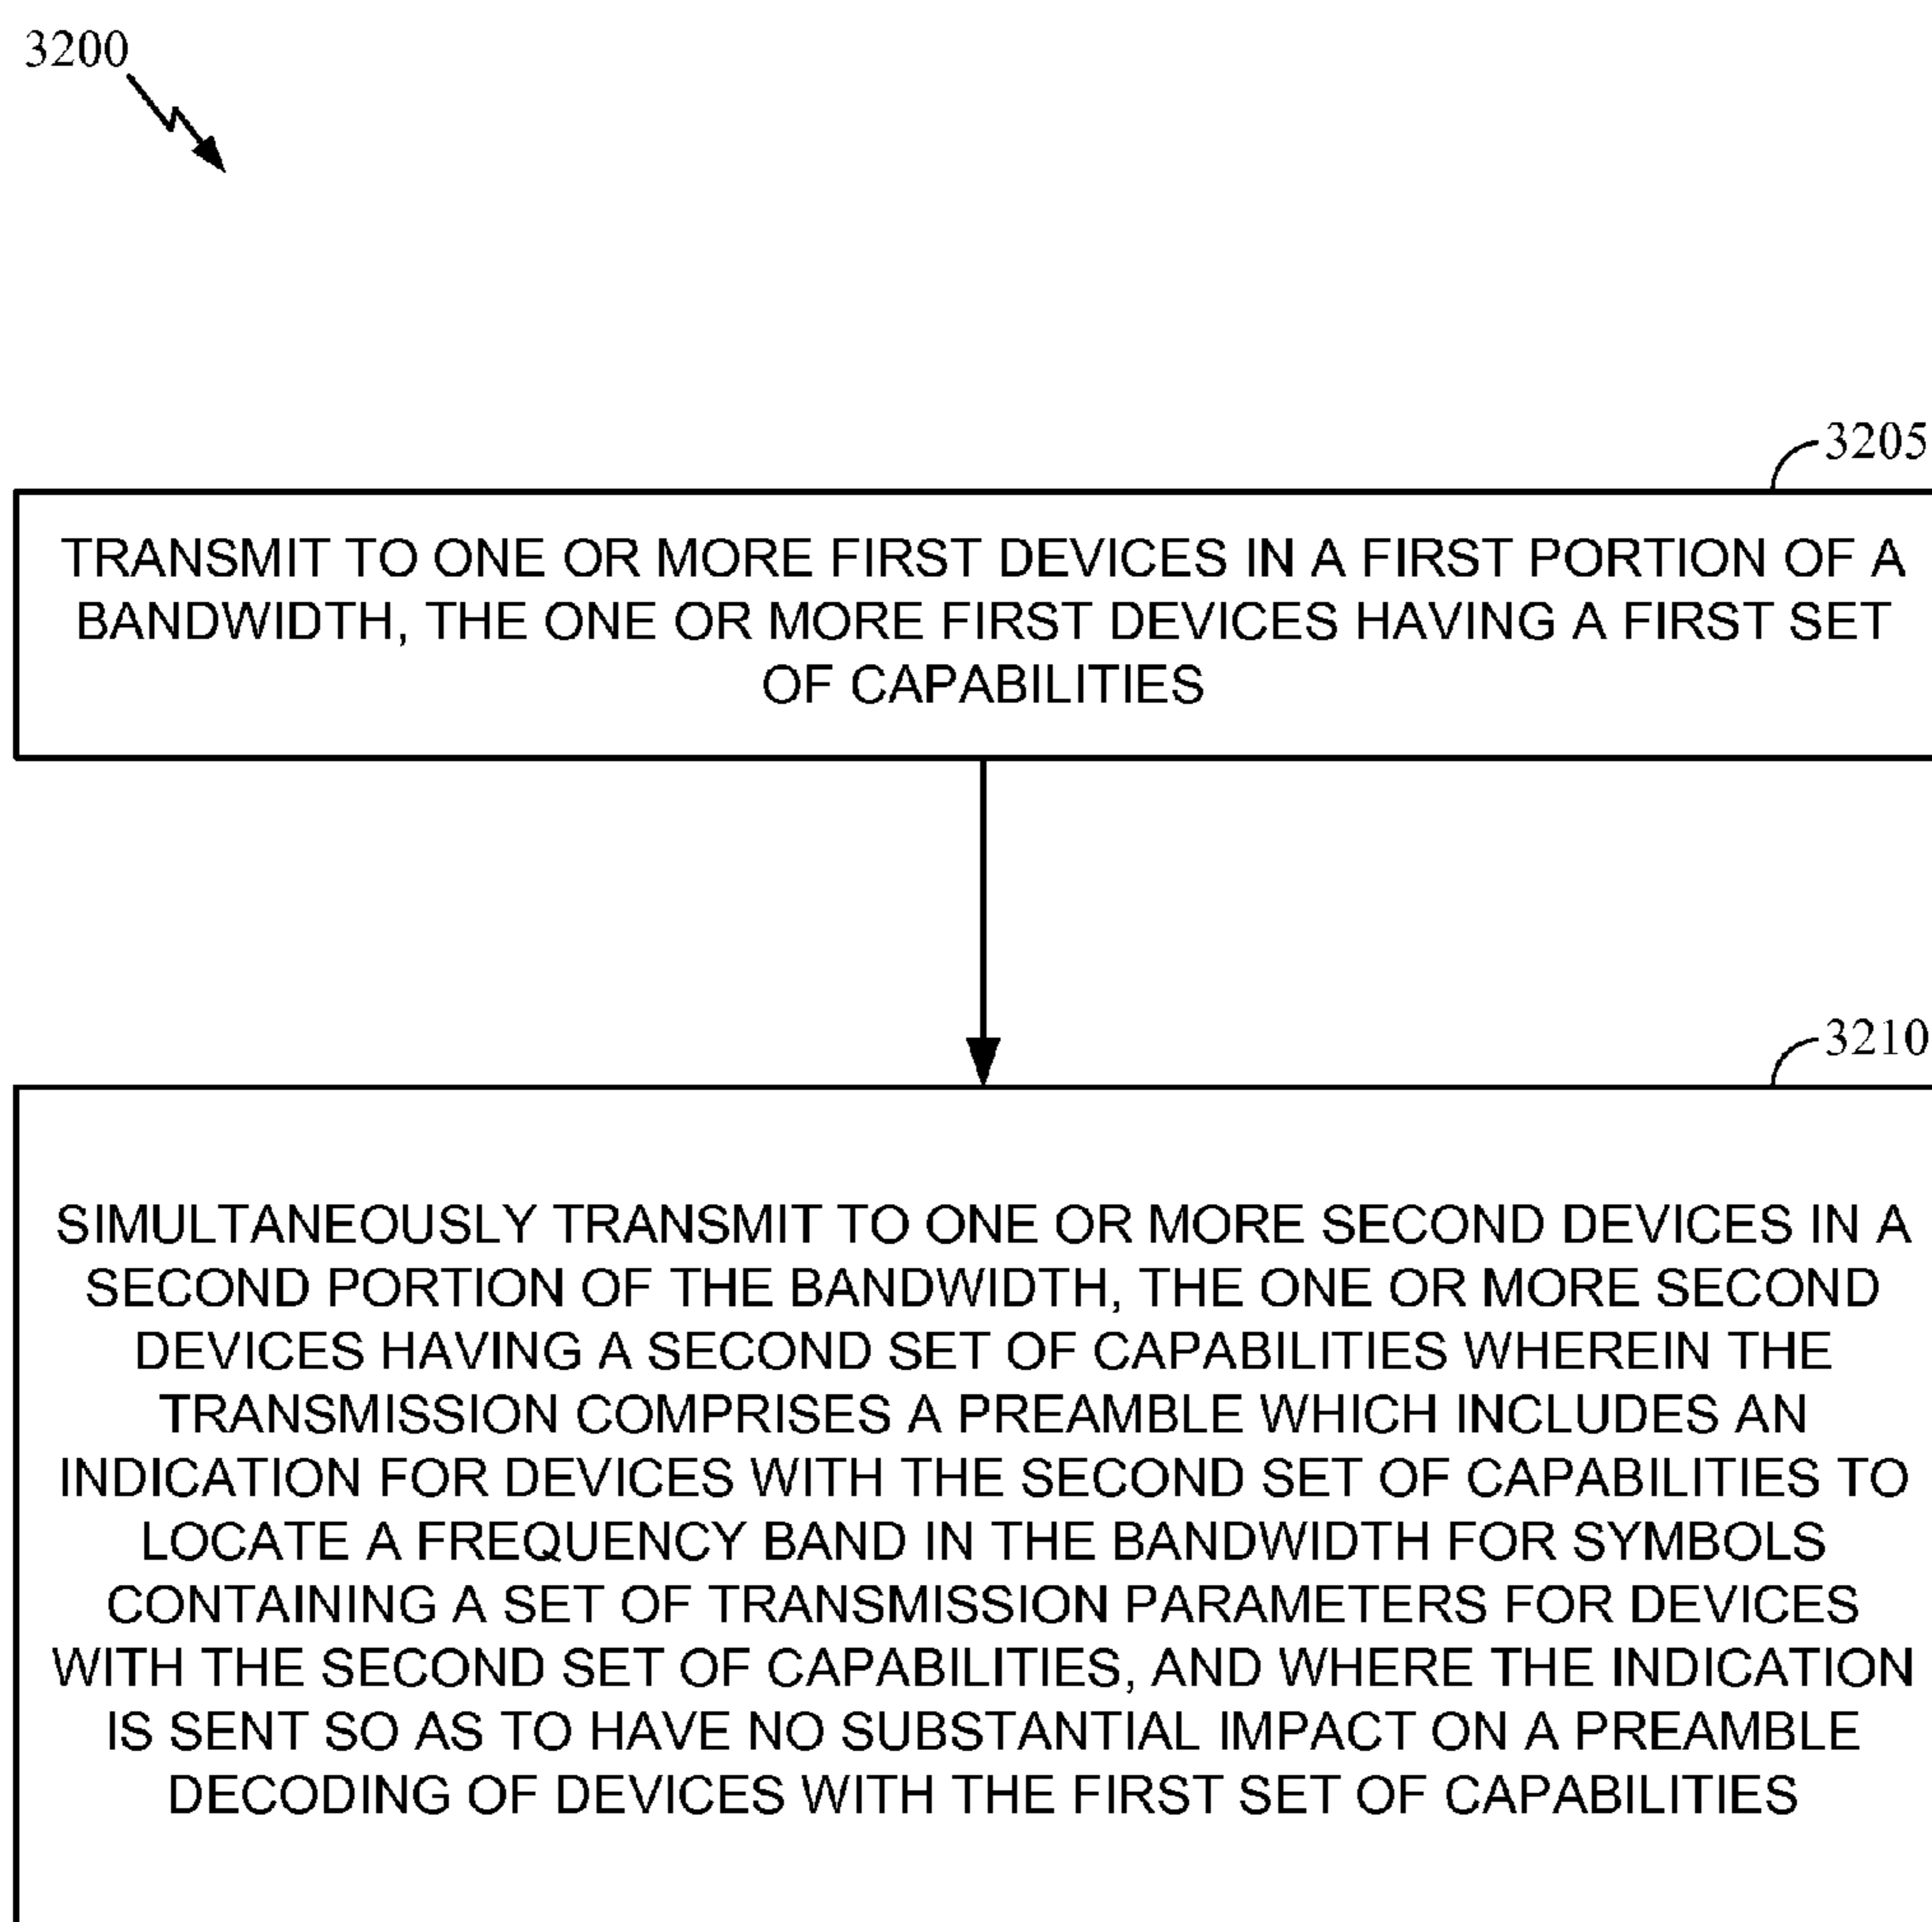 3200
3205
TRANSMIT TO ONE OR MORE FIRST DEVICES IN A FIRST PORTION OF A
BANDWIDTH, THE ONE OR MORE FIRST DEVICES HAVING A FIRST SET
OF CAPABILITIES
3210
SIMULTANEOUSLY TRANSMIT TO ONE OR MORE SECOND DEVICES IN A
SECOND PORTION OF THE BANDWIDTH, THE ONE OR MORE SECOND
DEVICES HAVING A SECOND SET OF CAPABILITIES WHEREIN THE
TRANSMISSION COMPRISES A PREAMBLE WHICH INCLUDES AN
INDICATION FOR DEVICES WITH THE SECOND SET OF CAPABILITIES TO
LOCATE A FREQUENCY BAND IN THE BANDWIDTH FOR SYMBOLS
CONTAINING A SET OF TRANSMISSION PARAMETERS FOR DEVICES
WITH THE SECOND SET OF CAPABILITIES, AND WHERE THE INDICATION
IS SENT SO AS TO HAVE NO SUBSTANTIAL IMPACT ON A PREAMBLE
DECODING OF DEVICES WITH THE FIRST SET OF CAPABILITIES